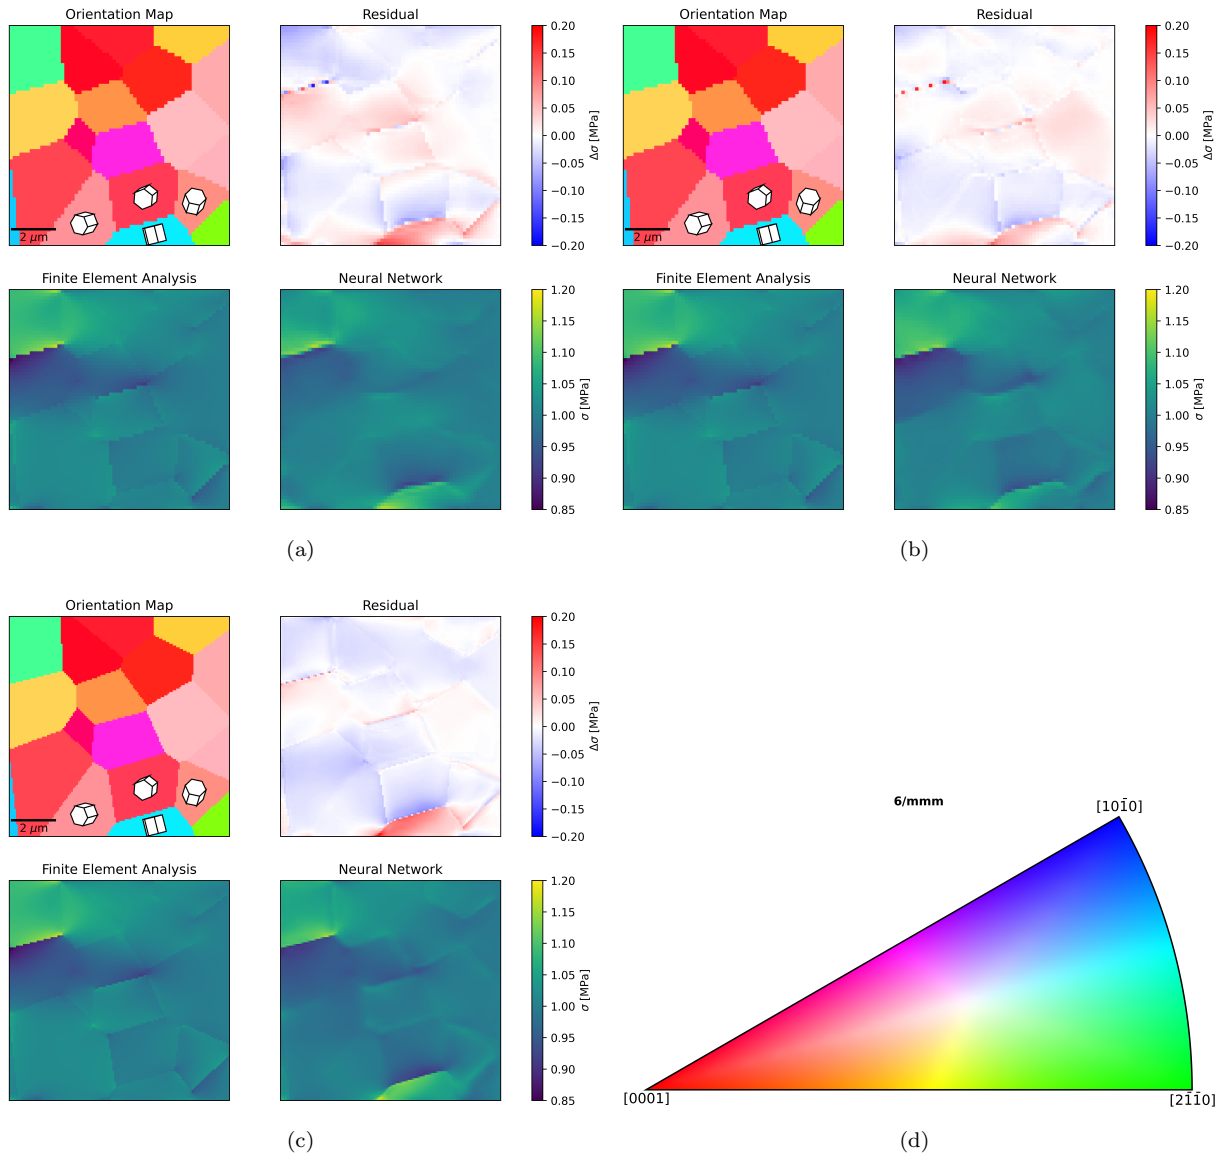 Orientation Map
Residual
Orientation Map
Residual
0.20
0.15
0.10
0.05
0.00
−0.05
−0.10
−0.15
−0.20
Δσ [MPa]
2 μm
0.20
0.15
0.10
0.05
0.00
−0.05
−0.10
−0.15
−0.20
Δσ [MPa]
2 μm
Finite Element Analysis
Neural Network
Finite Element Analysis
Neural Network
1.20
1.15
1.10
1.05
1.00
0.95
0.90
0.85
σ [MPa]
1.20
1.15
1.10
1.05
1.00
0.95
0.90
0.85
σ [MPa]
(a)
(b)
Orientation Map
Residual
0.20
0.15
0.10
0.05
0.00
−0.05
−0.10
−0.15
−0.20
Δσ [MPa]
2 μm
Finite Element Analysis
Neural Network
1.20
1.15
1.10
1.05
1.00
0.95
0.90
0.85
σ [MPa]
6/mmm
[101̄0]
[0001]
[21̄1̄0]
(c)
(d)